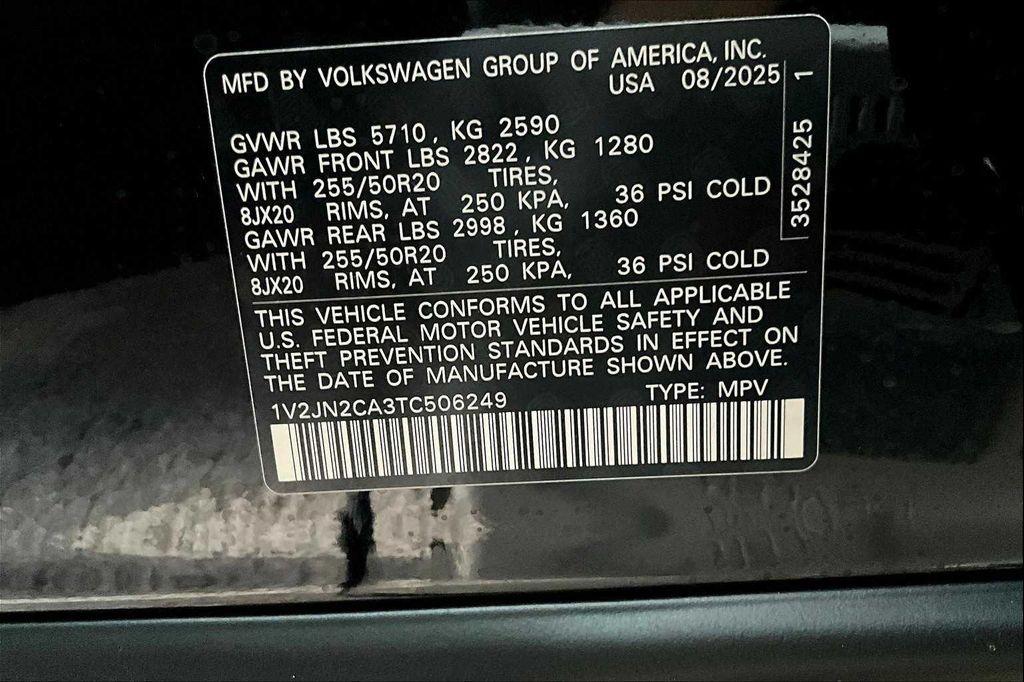 MFD BY VOLKSWAGEN GROUP OF AMERICA, INC.
USA 08/2025
GVWR LBS 5710, KG 2590
GAWR FRONT LBS 2822, KG 1280
WITH 255/50R20 TIRES,
8JX20 RIMS, AT 250 KPA, 36 PSI COLD
GAWR REAR LBS 2998, KG 1360
WITH 255/50R20 TIRES,
8JX20 RIMS, AT 250 KPA, 36 PSI COLD
THIS VEHICLE CONFORMS TO ALL APPLICABLE
U.S. FEDERAL MOTOR VEHICLE SAFETY AND
THEFT PREVENTION STANDARDS IN EFFECT ON
THE DATE OF MANUFACTURE SHOWN ABOVE.
1V2JN2CA3TC506249 TYPE: MPV
3528425 1